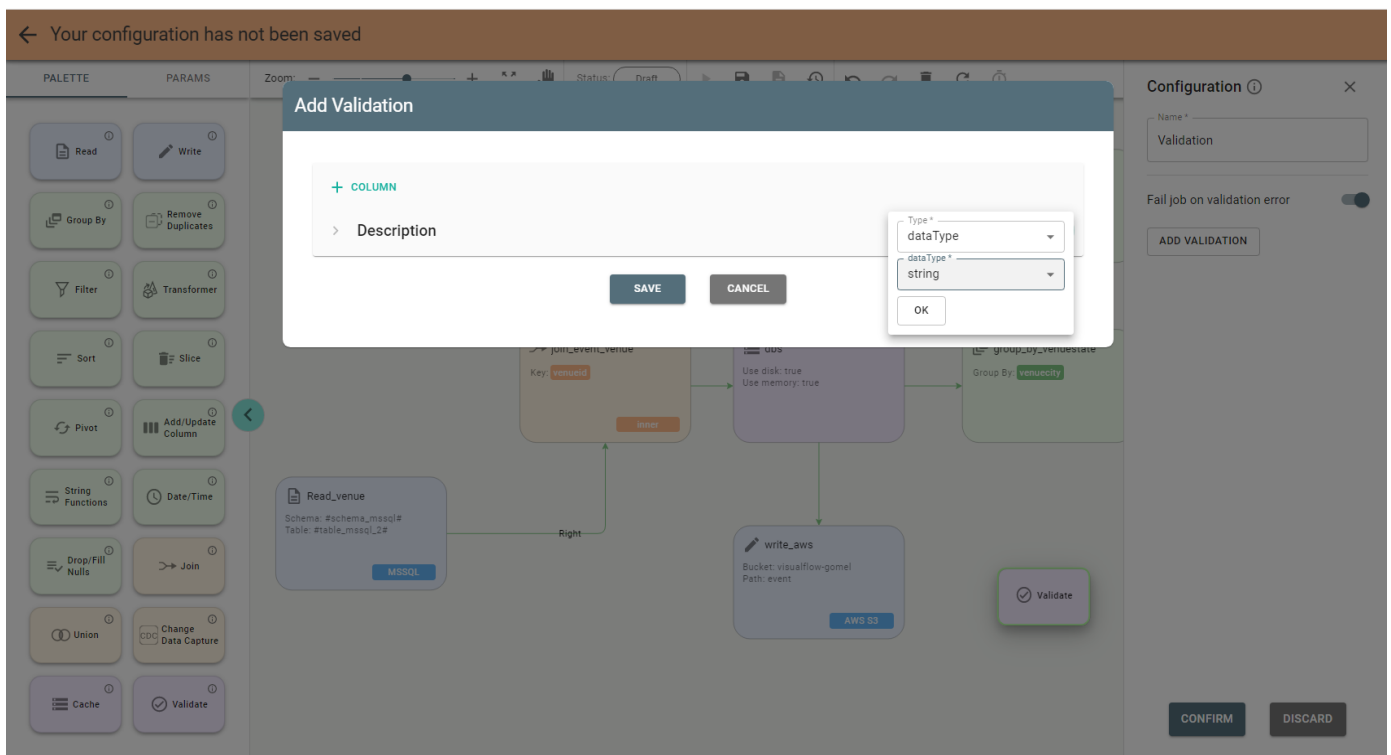 Your configuration has not been saved
PALETTE
PARAMS
Zoom:
Status:
Draft
Add Validation
COLUMN
Description
Type *
dataType
dataType *
string
OK
SAVE
CANCEL
Configuration
Name *
Validation
Fail job on validation error
ADD VALIDATION
Read
Write
Group By
Remove
Duplicates
Filter
Transformer
Sort
Slice
Pivot
Add/Update
Column
String
Functions
Date/Time
Drop/Fill
Nulls
Join
Union
CDC
Change
Data Capture
Cache
Validate
join_event_venue
Key: venueid
inner
Use disk: true
Use memory: true
group_by_venuestate
Group By: venuecity
Read_venue
Schema: #schema_mssql#
Table: #table_mssql_2#
MSSQL
Right
write_aws
Bucket: visualflow-gomel
Path: event
AWS S3
Validate
CONFIRM
DISCARD